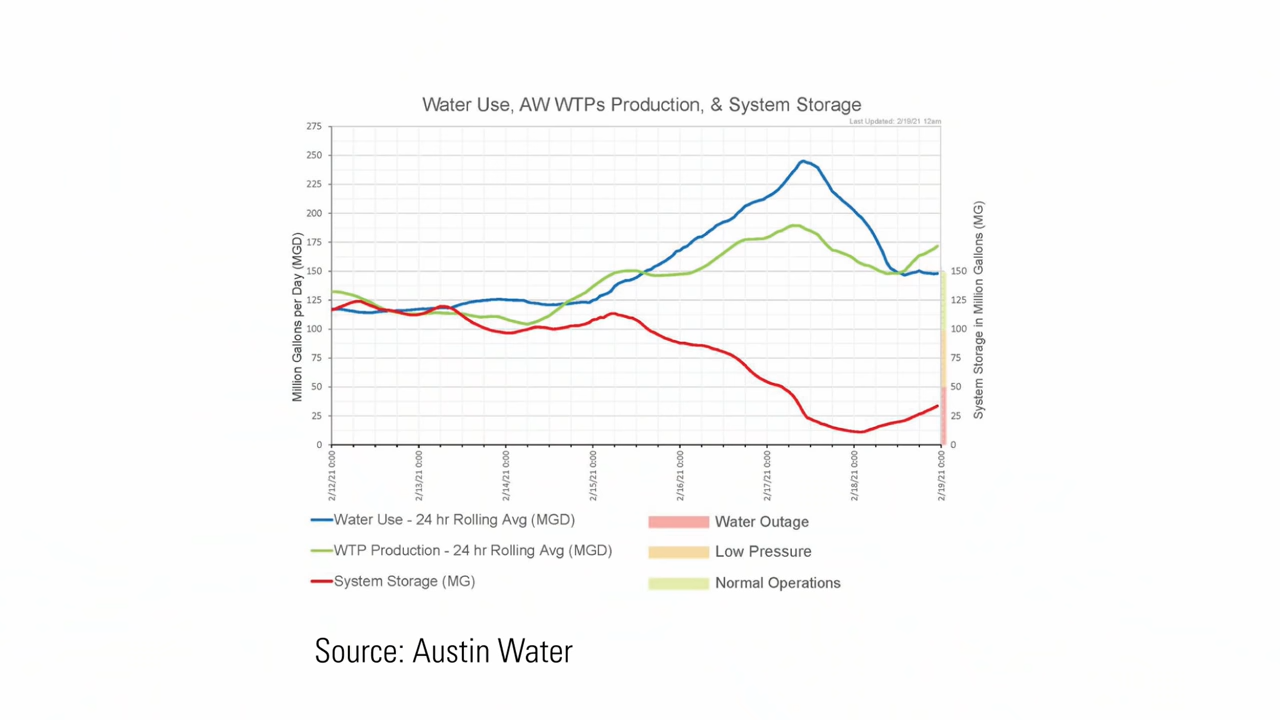 Water Use, AW WTPs Production, & System Storage
Last Updated: 2/19/21 12am
Million Gallons per Day (MGD)
275
250
225
200
175
150
125
100
75
50
25
0
System Storage in Million Gallons (MG)
150
125
100
75
50
25
0
2/12/21 0:00
2/13/21 0:00
2/14/21 0:00
2/15/21 0:00
2/16/21 0:00
2/17/21 0:00
2/18/21 0:00
2/19/21 0:00
Water Use - 24 hr Rolling Avg (MGD)
WTP Production - 24 hr Rolling Avg (MGD)
System Storage (MG)
Water Outage
Low Pressure
Normal Operations
Source: Austin Water